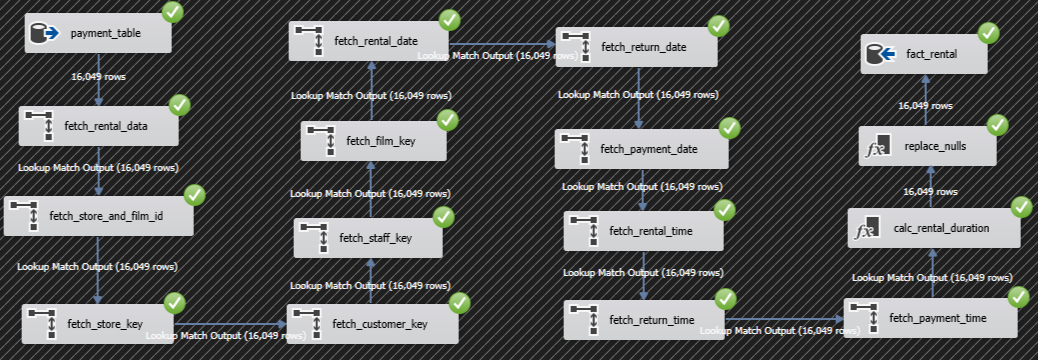 payment_table
16,049 rows
fetch_rental_data
Lookup Match Output (16,049 rows)
fetch_store_and_film_id
Lookup Match Output (16,049 rows)
fetch_store_key
Lookup Match Output (16,049 rows)
fetch_customer_key
Lookup Match Output (16,049 rows)
fetch_staff_key
Lookup Match Output (16,049 rows)
fetch_film_key
Lookup Match Output (16,049 rows)
fetch_rental_date
Lookup Match Output (16,049 rows)
fetch_return_date
Lookup Match Output (16,049 rows)
fetch_payment_date
Lookup Match Output (16,049 rows)
fetch_rental_time
Lookup Match Output (16,049 rows)
fetch_return_time
Lookup Match Output (16,049 rows)
fetch_payment_time
Lookup Match Output (16,049 rows)
fx calc_rental_duration
16,049 rows
fx replace_nulls
16,049 rows
fact_rental